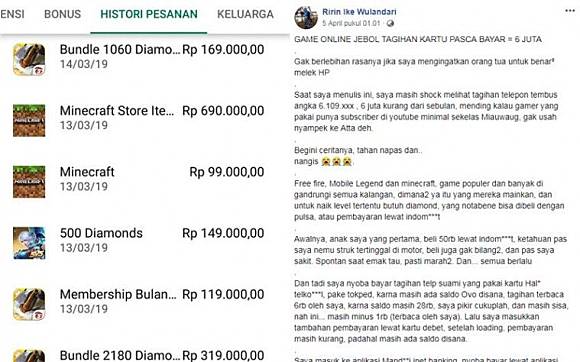 ENSI BONUS HISTORI PESANAN KELUARGA
Bundle 1060 Diamo... Rp 169.000,00
14/03/19
Minecraft Store Ite... Rp 690.000,00
13/03/19
Minecraft Rp 99.000,00
13/03/19
500 Diamonds Rp 149.000,00
13/03/19
Membership Bulan... Rp 119.000,00
13/03/19
Bundle 2180 Diamo... Rp 319.000,00
Ririn Ike Wulandari
5 April pukul 01.01 ·
GAME ONLINE JEBOL TAGIHAN KARTU PASCA BAYAR = 6 JUTA
.
Gak berlebihan rasanya jika saya mengingatkan orang tua untuk benar²
melek HP
.
Saat saya menulis ini, saya masih shock melihat tagihan telepon tembus
angka 6.109.xxx , 6 juta kurang dari sebulan, mending kalau gamer yang
pakai punya subscriber di youtube minimal sekelas Miauwaug, gak usah
nyampek ke Atta deh.
.
Begini ceritanya, tahan napas dan..
nangis 😭😭😭.
.
Free fire, Mobile Legend dan minecraft, game populer dan banyak di
gandrungi semua kalangan, dimana2 ya itu yang mereka mainkan, dan
untuk naik level tertentu butuh diamond, yang notabene bisa dibeli dengan
pulsa, atau pembayaran lewat indom***t
.
Awalnya, anak saya yang pertama, beli 50rb lewat indom***t, ketahuan pas
saya nemu struk tertinggal di motor, beli juga gak bilang2, dan pas saya
sakit. Spontan saat emak tau, pasti marah2. Dan... semua berlalu
.
Dan tadi saya nyoba bayar tagihan telp suami yang pakai kartu Hal*
telko***l, pake tokped, karna masih ada saldo Ovo disana, tagihan terbaca
6rb oleh saya, karna saldo masih 28rb, saya pikir cukuplah, dan masih sisa,
nah ini... masih minus 1rb (terbaca oleh saya). Lalu saya masukkan
tambahan pembayaran lewat kartu debet, setelah loading, pembayaran
masih kurang, padahal masih ada saldo disana.
.